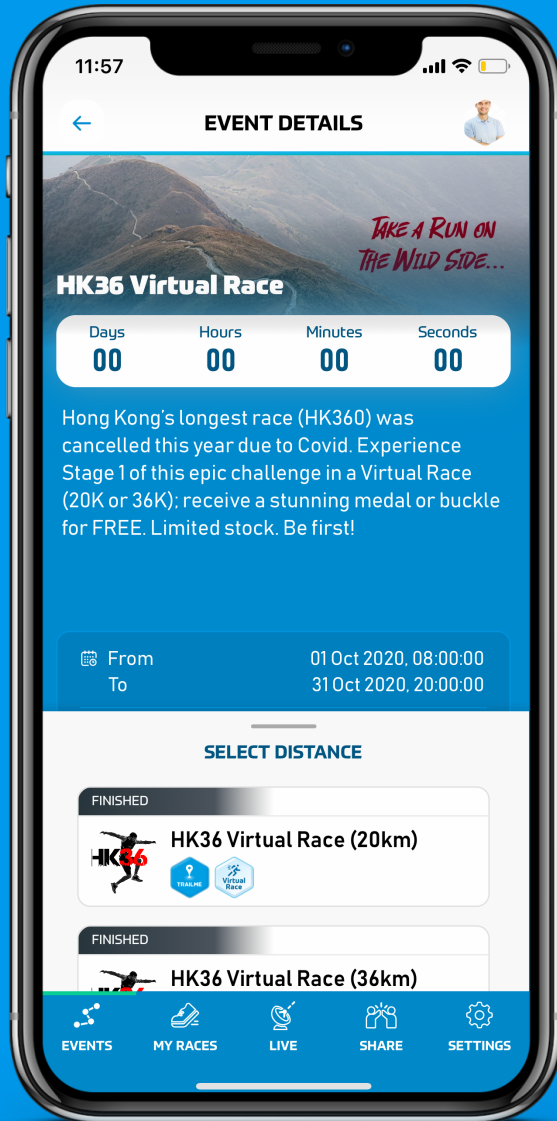 11:57
EVENT DETAILS
TAKE A RUN ON
THE WILD SIDE...
HK36 Virtual Race
Days Hours Minutes Seconds
00 00 00 00
Hong Kong's longest race (HK360) was
cancelled this year due to Covid. Experience
Stage 1 of this epic challenge in a Virtual Race
(20K or 36K); receive a stunning medal or buckle
for FREE. Limited stock. Be first!
From 01 Oct 2020, 08:00:00
To 31 Oct 2020, 20:00:00
SELECT DISTANCE
FINISHED
HK36 HK36 Virtual Race (20km)
TRAILME Virtual
Race
FINISHED
HK36 Virtual Race (36km)
EVENTS MY RACES LIVE SHARE SETTINGS